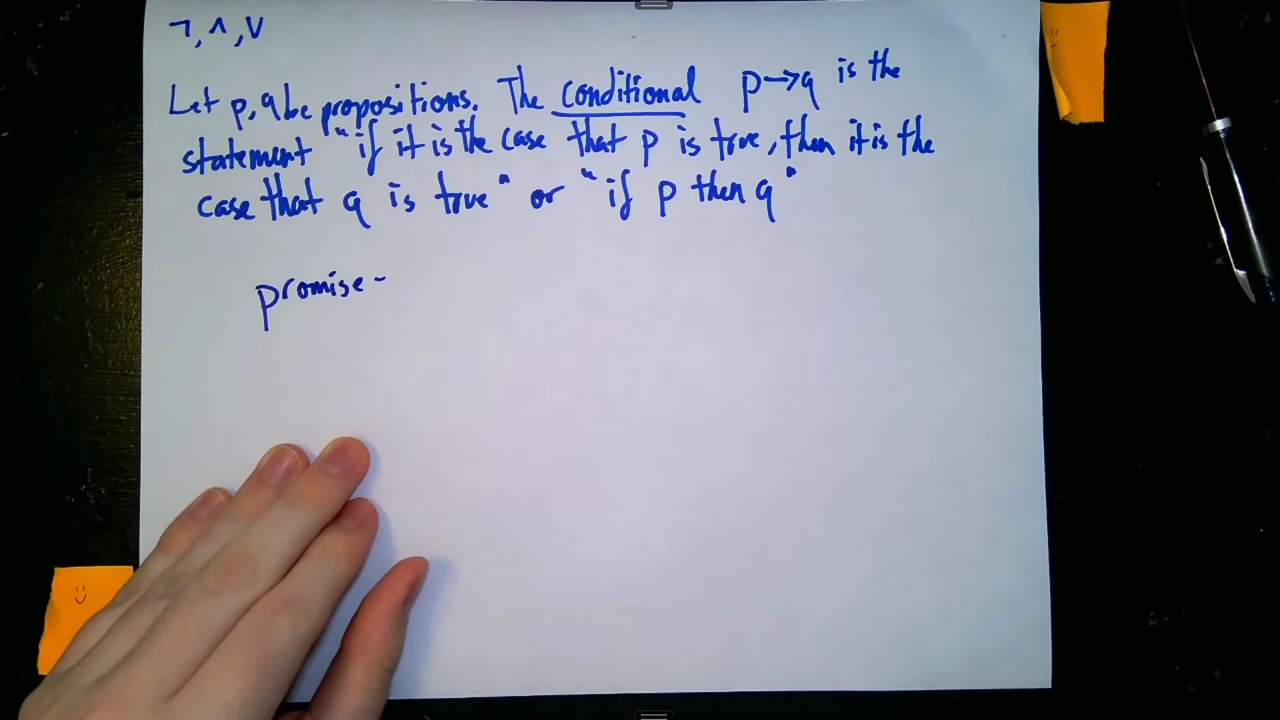 ¬, ∧, ∨
Let p, q be propositions. The conditional p→q is the
statement "if it is the case that p is true, then it is the
case that q is true" or "if p then q"
promise -